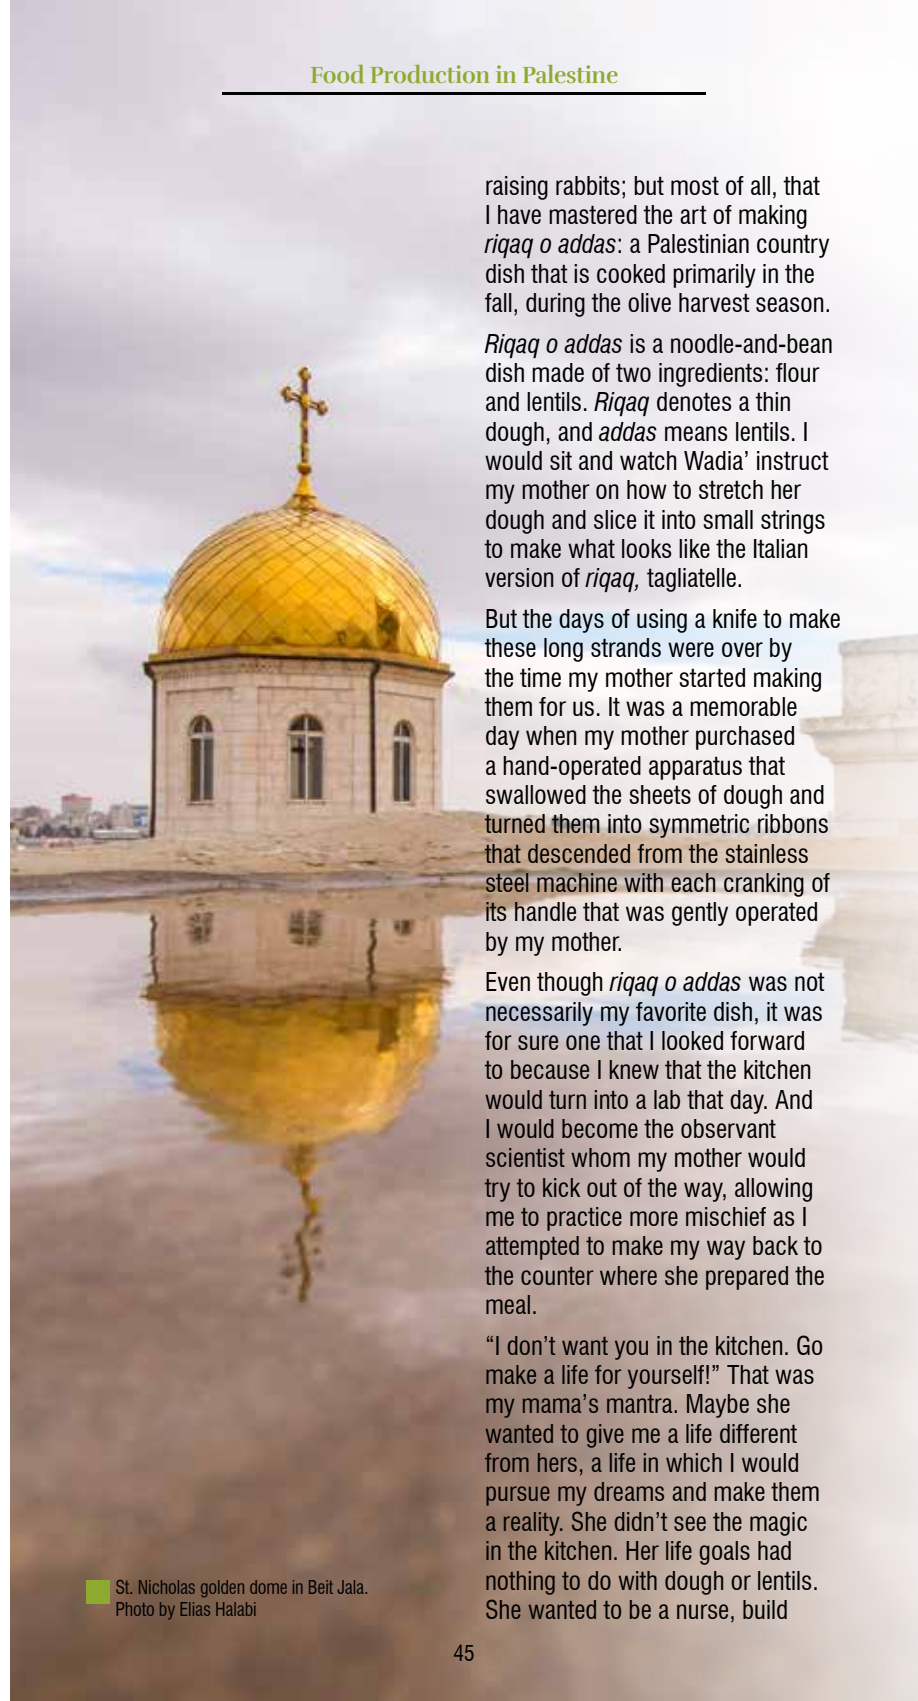 Food Production in Palestine
raising rabbits; but most of all, that
I have mastered the art of making
riqaq o addas: a Palestinian country
dish that is cooked primarily in the
fall, during the olive harvest season.
Riqaq o addas is a noodle-and-bean
dish made of two ingredients: flour
and lentils. Riqaq denotes a thin
dough, and addas means lentils. I
would sit and watch Wadia’ instruct
my mother on how to stretch her
dough and slice it into small strings
to make what looks like the Italian
version of riqaq, tagliatelle.
But the days of using a knife to make
these long strands were over by
the time my mother started making
them for us. It was a memorable
day when my mother purchased
a hand-operated apparatus that
swallowed the sheets of dough and
turned them into symmetric ribbons
that descended from the stainless
steel machine with each cranking of
its handle that was gently operated
by my mother.
Even though riqaq o addas was not
necessarily my favorite dish, it was
for sure one that I looked forward
to because I knew that the kitchen
would turn into a lab that day. And
I would become the observant
scientist whom my mother would
try to kick out of the way, allowing
me to practice more mischief as I
attempted to make my way back to
the counter where she prepared the
meal.
“I don’t want you in the kitchen. Go
make a life for yourself!” That was
my mama’s mantra. Maybe she
wanted to give me a life different
from hers, a life in which I would
pursue my dreams and make them
a reality. She didn’t see the magic
in the kitchen. Her life goals had
nothing to do with dough or lentils.
She wanted to be a nurse, build
St. Nicholas golden dome in Beit Jala.
Photo by Elias Halabi
45